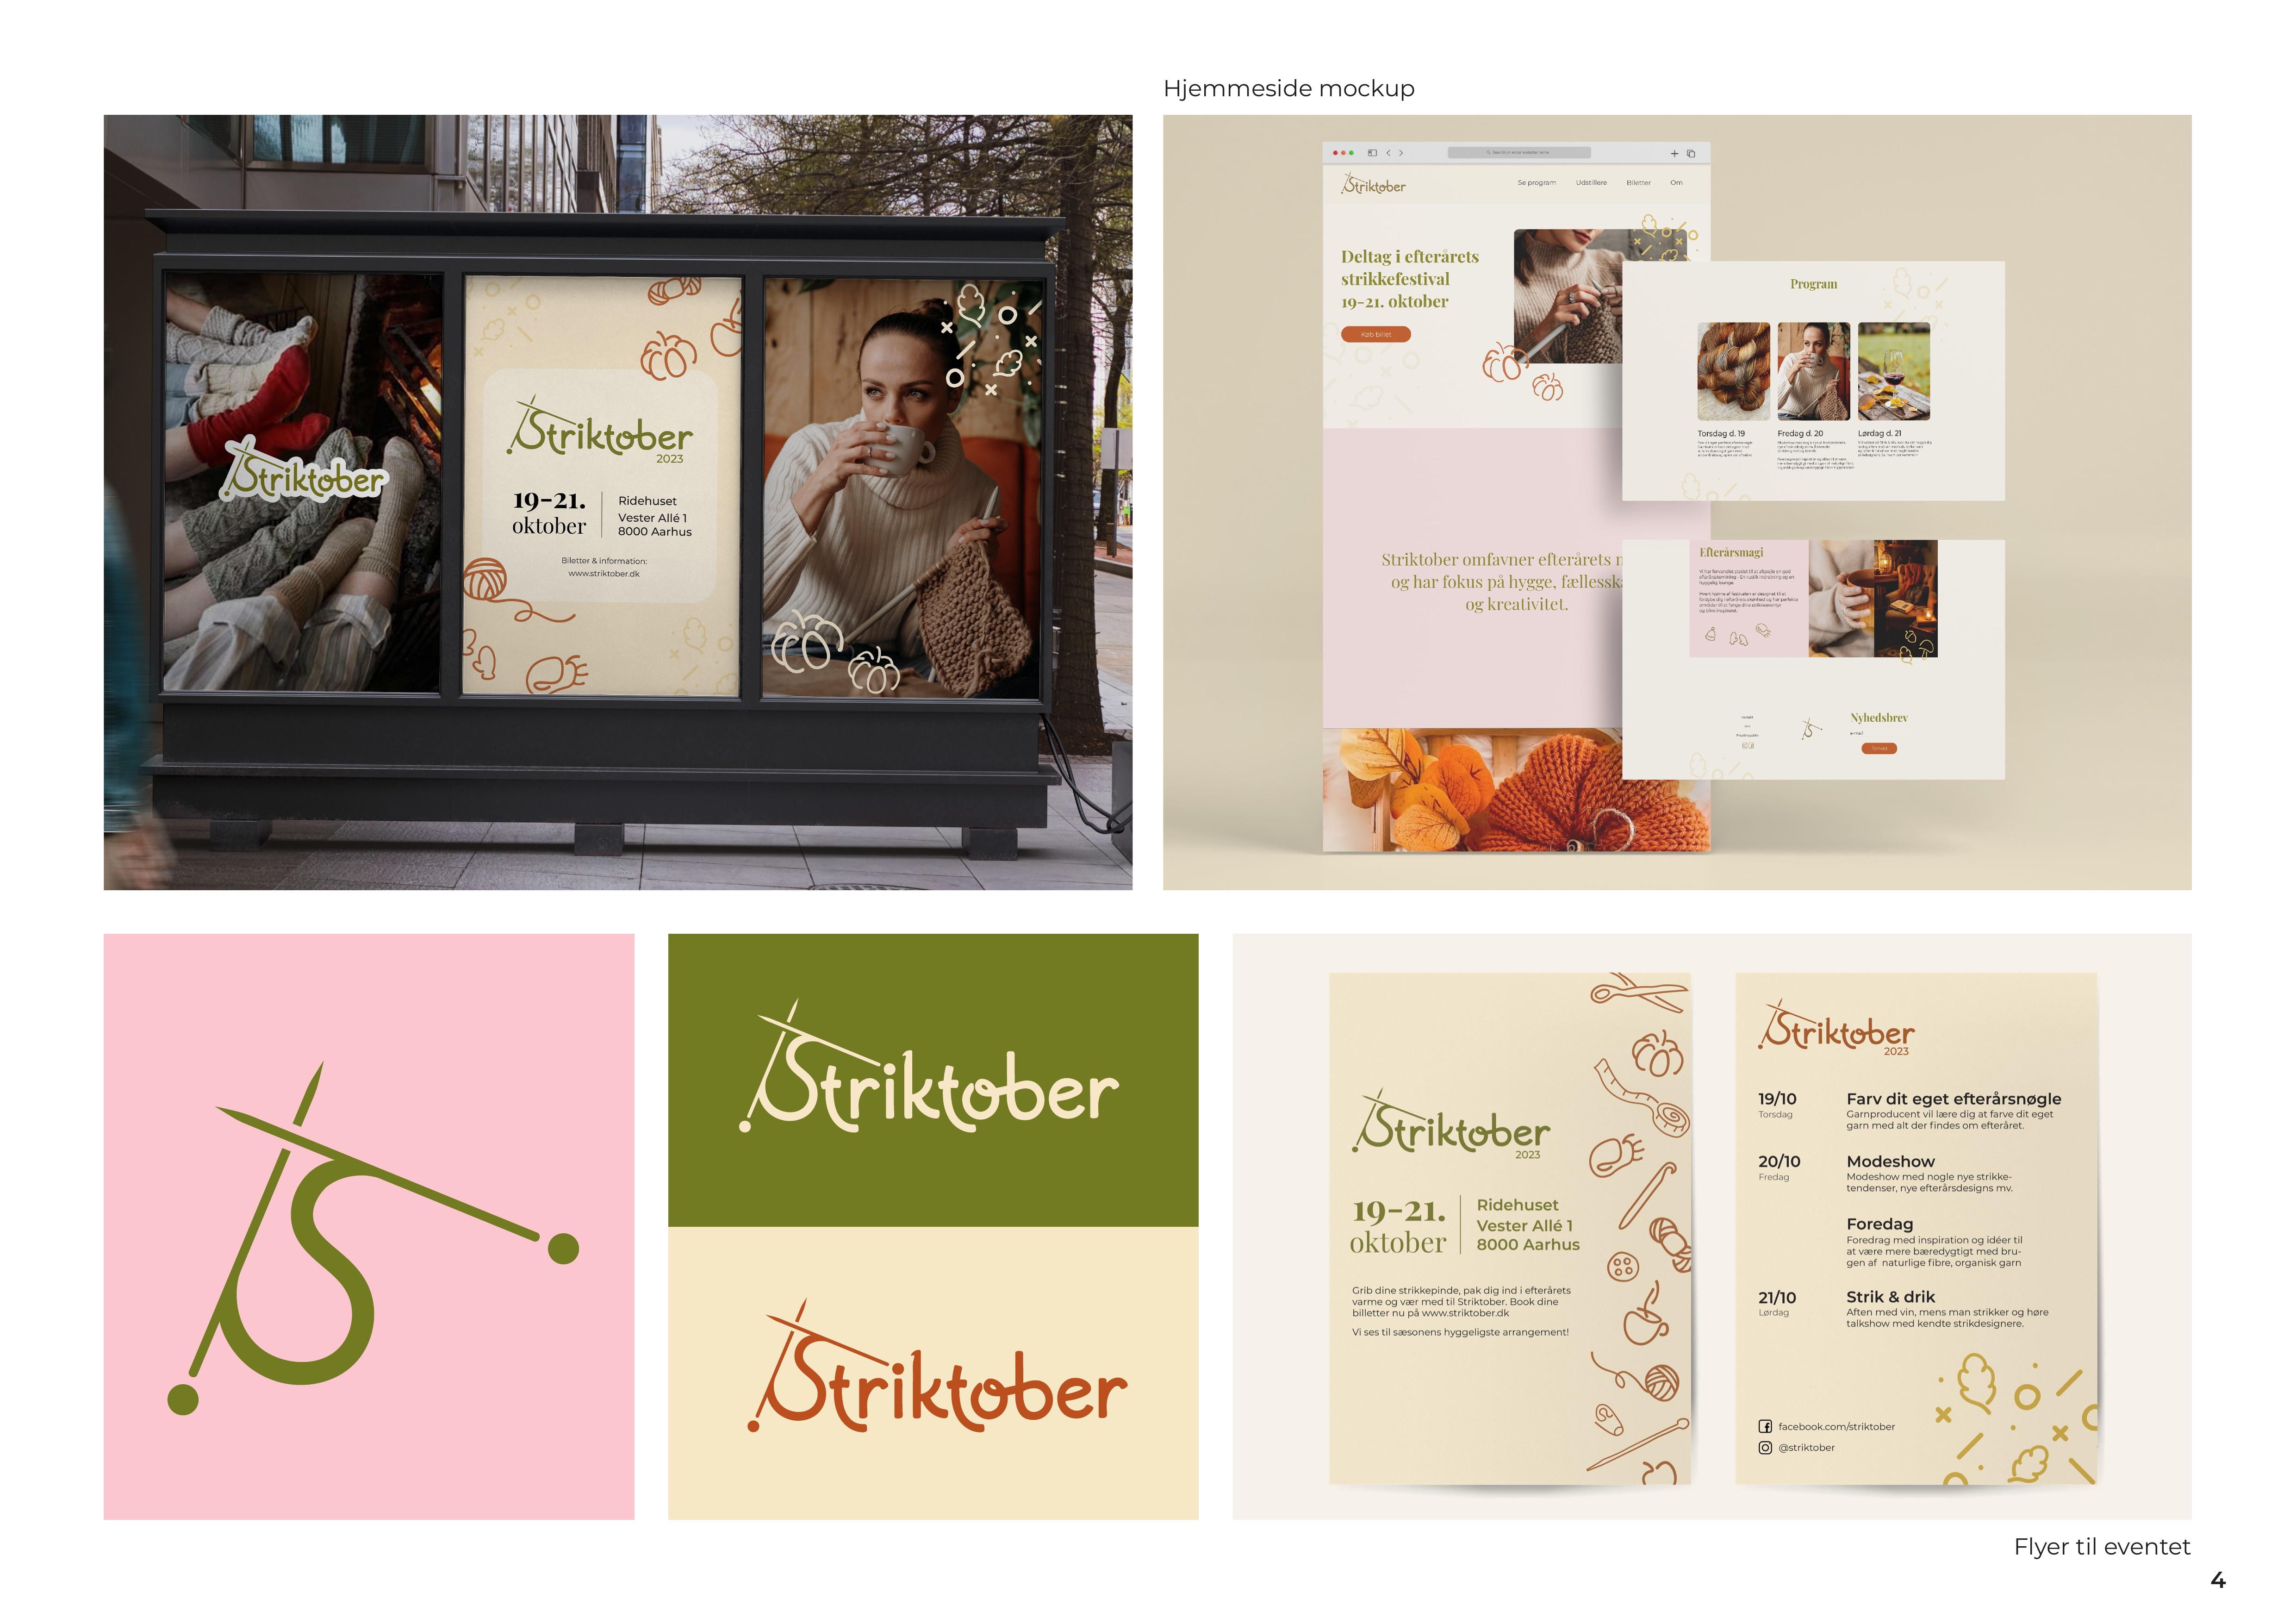 Hjemmeside mockup
Striktober
Striktober
2023
19-21.
oktober
Ridehuset
Vester Allé 1
8000 Aarhus
Biletter & information:
www.striktober.dk
Striktober
Se program
Udstillere
Biletter
Om
Deltag i efterårets
strikkefestival
19-21. oktober
Køb billet
Striktober omfavner efterårets
og har fokus på hygge,
og kreativitet.
Program
Torsdag d. 19
Fredag d. 20
Lørdag d. 21
Efterårsmagi
Nyhedsbrev
e-mail
S
Striktober
Striktober
Striktober
2023
19-21.
oktober
Ridehuset
Vester Allé 1
8000 Aarhus
Grib dine strikkepinde, pak dig ind i efterårets
varme og vær med til Striktober. Book dine
billetter nu på www.striktober.dk
Vi ses til sæsonens hyggeligste arrangement!
Striktober
2023
19/10
Torsdag
Farv dit eget efterårsnøgle
Garnproducent vil lære dig at farve dit eget
garn med alt der findes om efteråret.
20/10
Fredag
Modeshow
Modeshow med nogle nye strikke-
tendenser, nye efterårsdesigns mv.
Foredag
Foredrag med inspiration og idéer til
at være mere bæredygtigt med bru-
gen af naturlige fibre, organisk garn
21/10
Lørdag
Strik & drik
Aften med vin, mens man strikker og høre
talkshow med kendte strikdesignere.
facebook.com/striktober
@striktober
Flyer til eventet
4